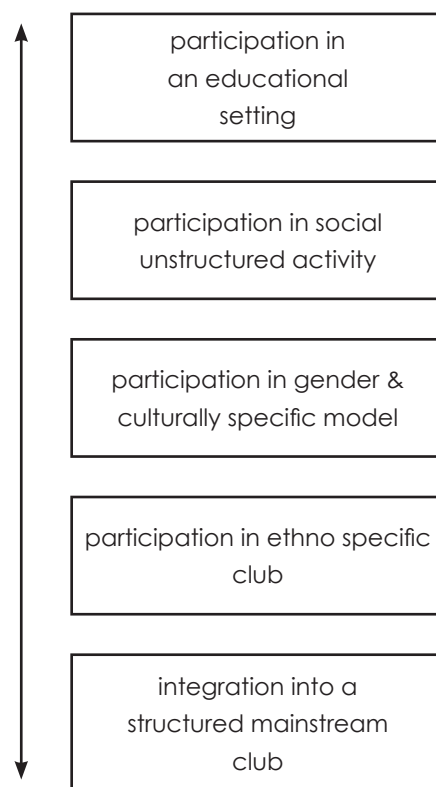 participation in
an educational
setting
participation in social
unstructured activity
participation in gender &
culturally specific model
participation in ethno specific
club
integration into a
structured mainstream
club